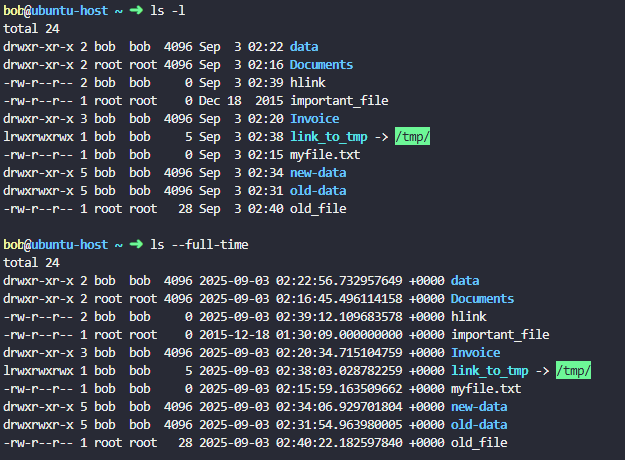 bob@ubuntu-host ~ ➜ ls -l
total 24
drwxr-xr-x 2 bob  bob  4096 Sep  3 02:22 data
drwxr-xr-x 2 root root 4096 Sep  3 02:16 Documents
-rw-r--r-- 2 bob  bob     0 Sep  3 02:39 hlink
-rw-r--r-- 1 root root    0 Dec 18  2015 important_file
drwxr-xr-x 3 bob  bob  4096 Sep  3 02:20 Invoice
lrwxrwxrwx 1 bob  bob     5 Sep  3 02:38 link_to_tmp -> /tmp/
-rw-r--r-- 1 bob  bob     0 Sep  3 02:15 myfile.txt
drwxr-xr-x 5 bob  bob  4096 Sep  3 02:34 new-data
drwxrwxr-x 5 bob  bob  4096 Sep  3 02:31 old-data
-rw-r--r-- 1 root root   28 Sep  3 02:40 old_file
bob@ubuntu-host ~ ➜ ls --full-time
total 24
drwxr-xr-x 2 bob  bob  4096 2025-09-03 02:22:56.732957649 +0000 data
drwxr-xr-x 2 root root 4096 2025-09-03 02:16:45.496114158 +0000 Documents
-rw-r--r-- 2 bob  bob     0 2025-09-03 02:39:12.109683578 +0000 hlink
-rw-r--r-- 1 root root    0 2015-12-18 01:30:09.000000000 +0000 important_file
drwxr-xr-x 3 bob  bob  4096 2025-09-03 02:20:34.715104759 +0000 Invoice
lrwxrwxrwx 1 bob  bob     5 2025-09-03 02:38:03.028782259 +0000 link_to_tmp -> /tmp/
-rw-r--r-- 1 bob  bob     0 2025-09-03 02:15:59.163509662 +0000 myfile.txt
drwxr-xr-x 5 bob  bob  4096 2025-09-03 02:34:06.929701804 +0000 new-data
drwxrwxr-x 5 bob  bob  4096 2025-09-03 02:31:54.963980005 +0000 old-data
-rw-r--r-- 1 root root   28 2025-09-03 02:40:22.182597840 +0000 old_file